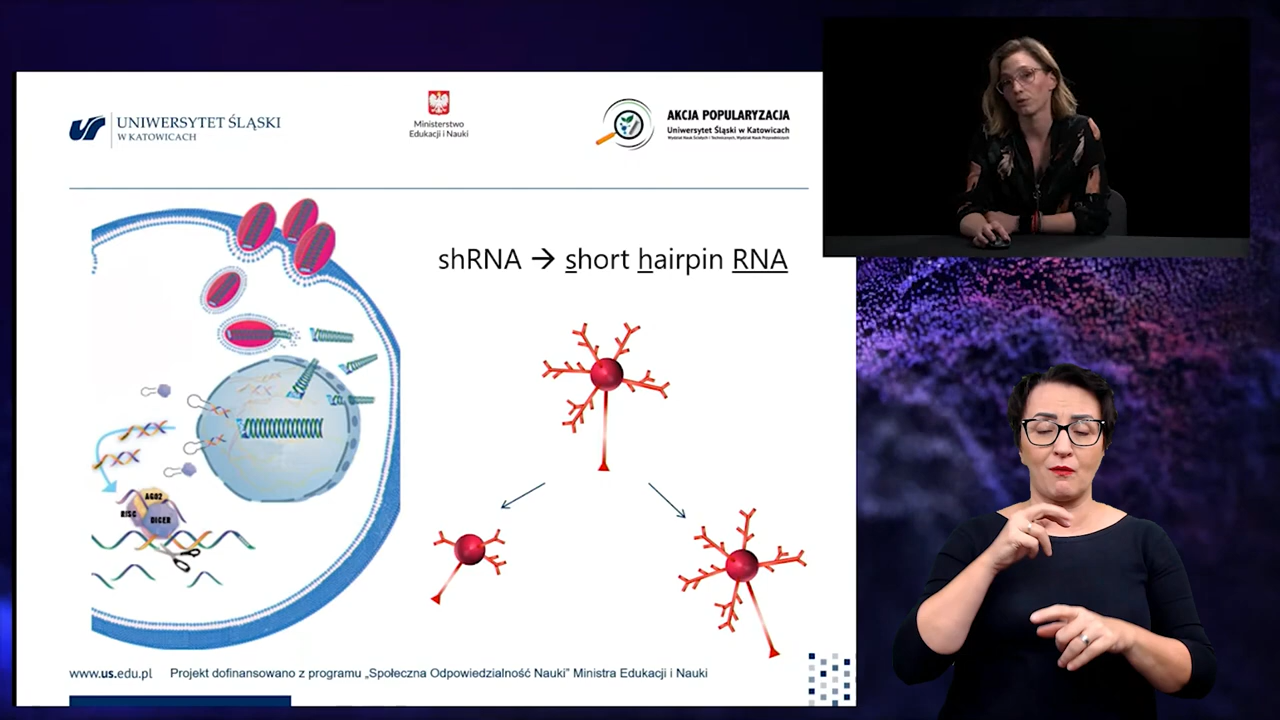 UNIWERSYTET ŚLĄSKI
W KATOWICACH
Ministerstwo
Edukacji i Nauki
AKCJA POPULARYZACJA
Uniwersytet Śląski w Katowicach
shRNA → short hairpin RNA
AGO2
RISC
DICER
www.us.edu.pl
Projekt dofinansowano z programu „Społeczna Odpowiedzialność Nauki” Ministra Edukacji i Nauki